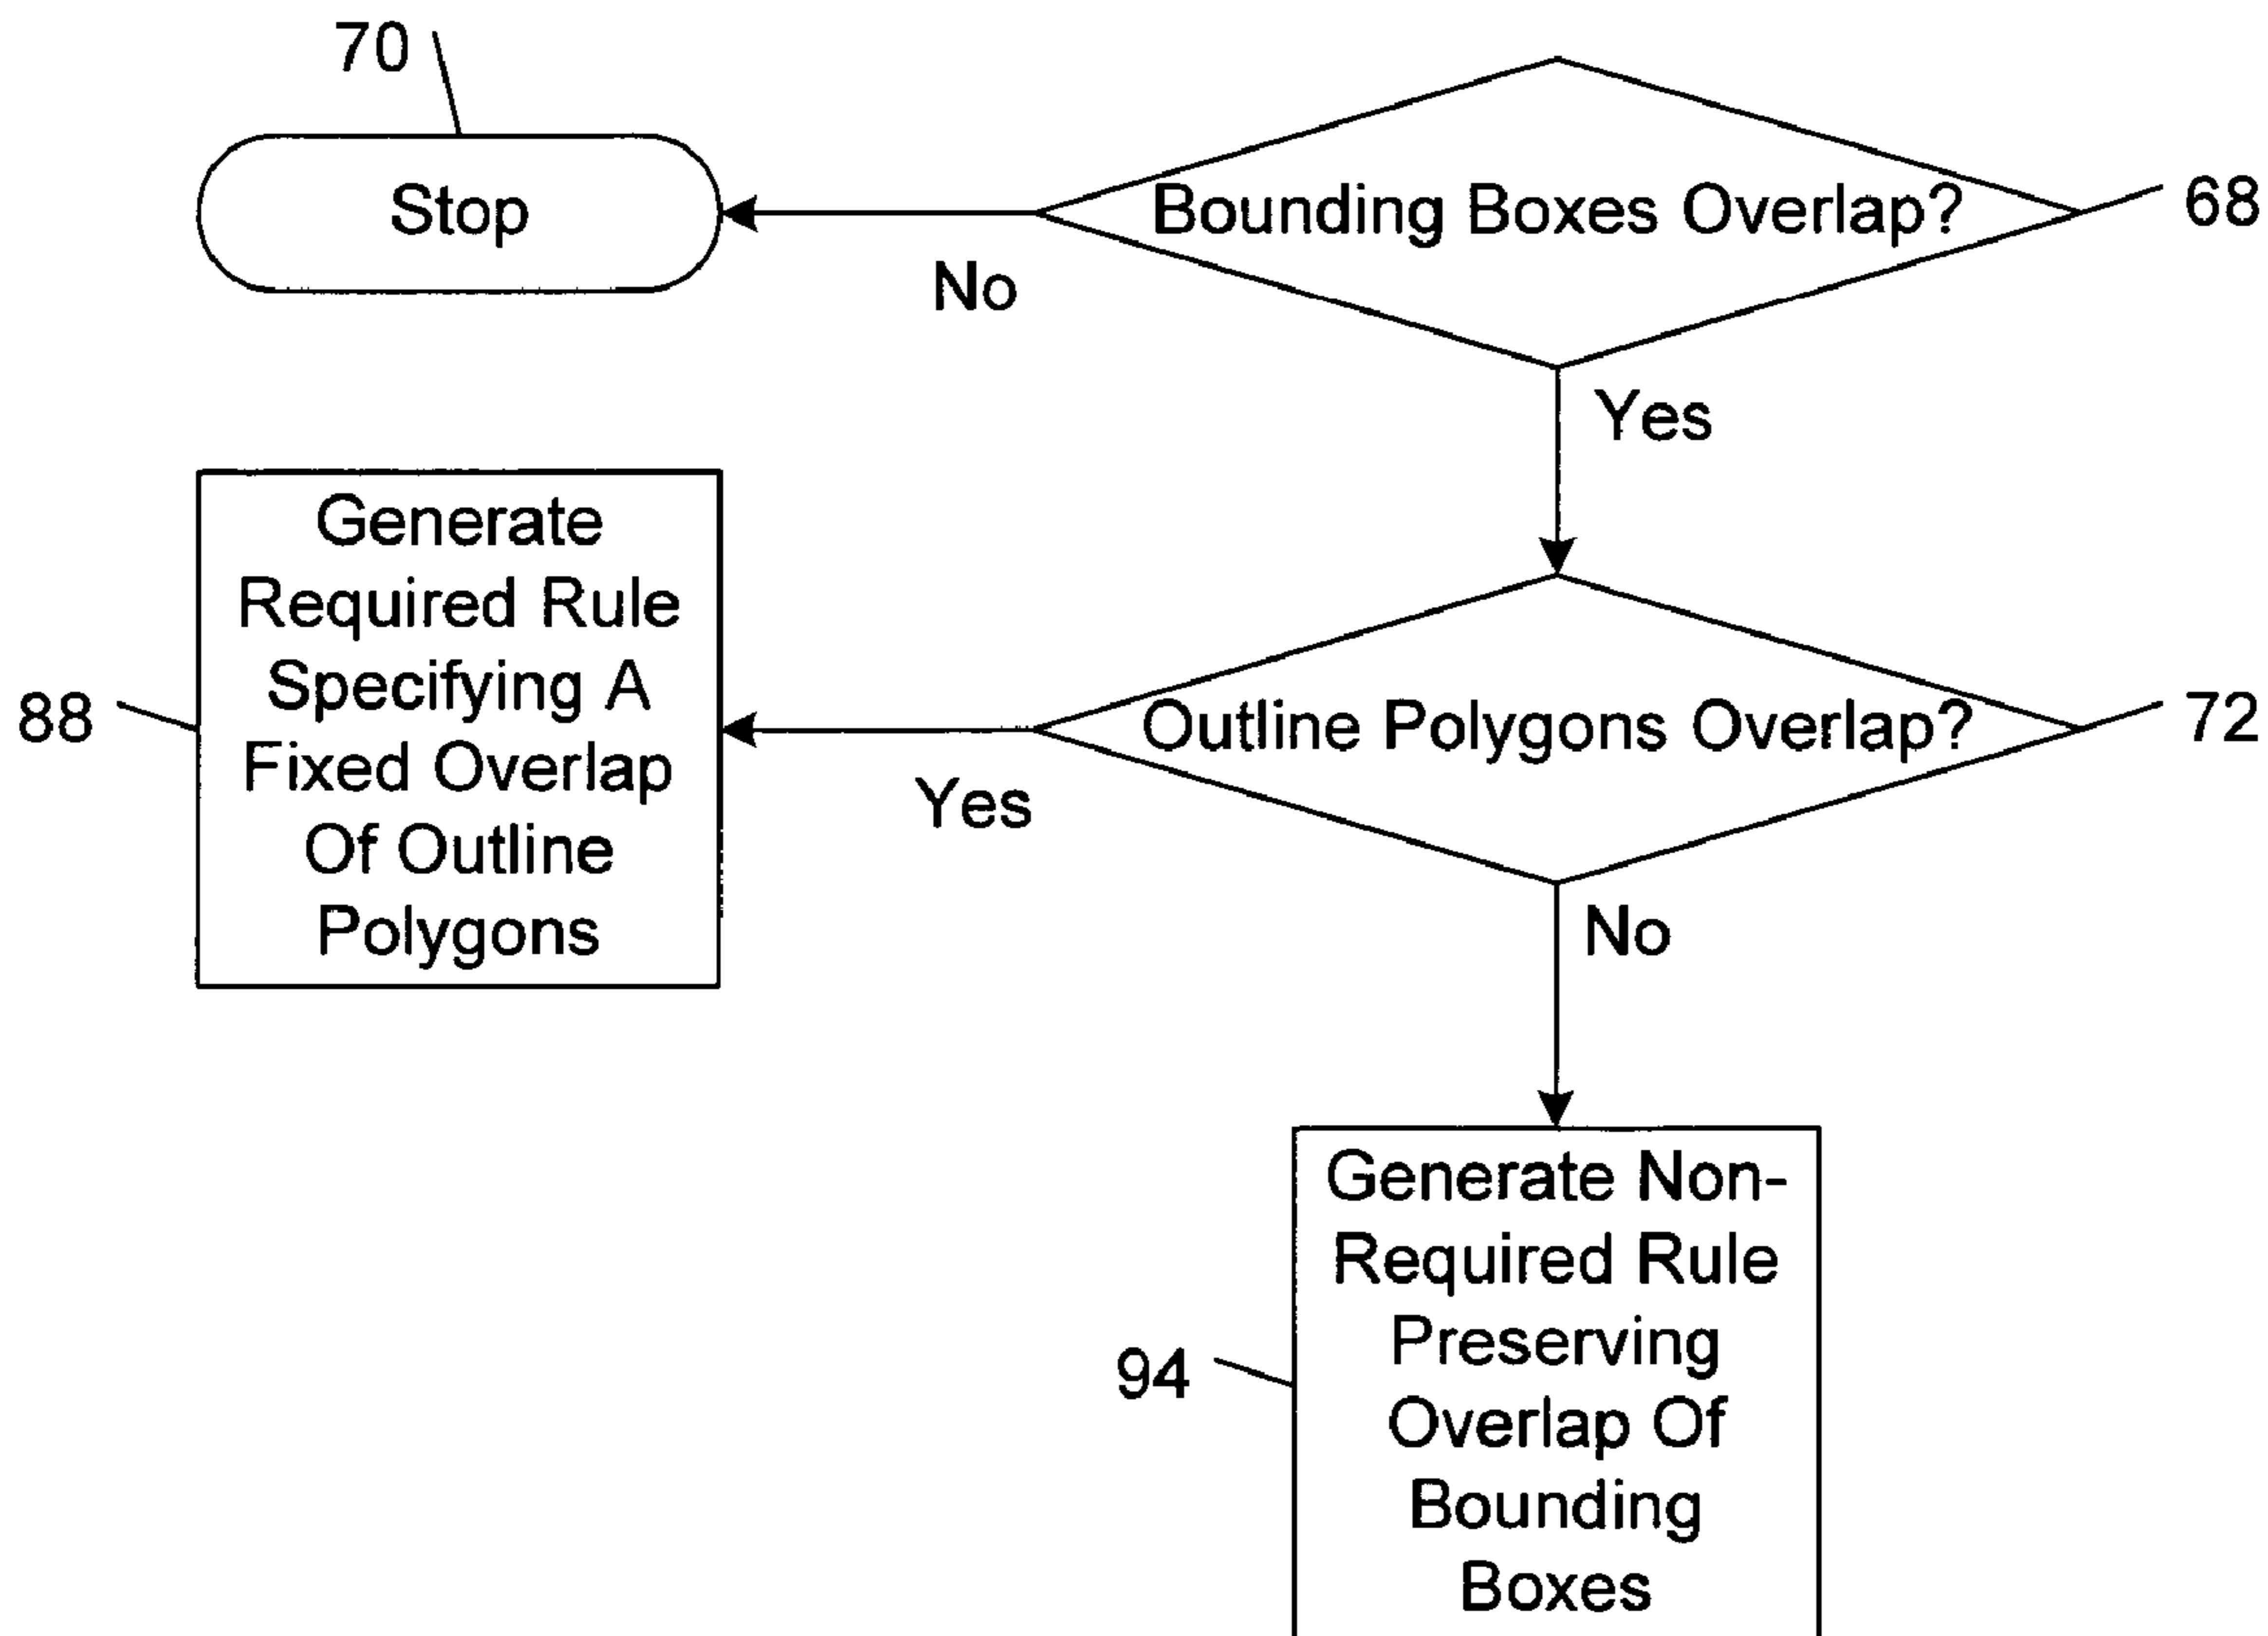 70
Stop
Bounding Boxes Overlap?
68
No
Yes
Generate
Required Rule
Specifying A
Fixed Overlap
Of Outline
Polygons
88
Outline Polygons Overlap?
72
Yes
No
Generate Non-
Required Rule
Preserving
Overlap Of
Bounding
Boxes
94